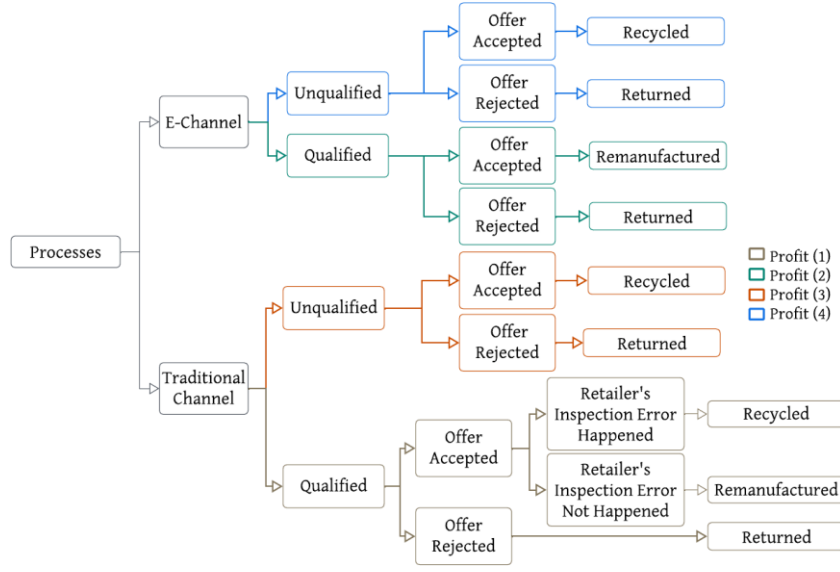 Offer
Accepted
Recycled
Unqualified
Offer
Rejected
Returned
E-Channel
Qualified
Offer
Accepted
Remanufactured
Offer
Rejected
Returned
Processes
Profit (1)
Profit (2)
Profit (3)
Profit (4)
Unqualified
Offer
Accepted
Recycled
Offer
Rejected
Returned
Traditional
Channel
Qualified
Offer
Accepted
Retailer's
Inspection Error
Happened
Recycled
Retailer's
Inspection Error
Not Happened
Remanufactured
Offer
Rejected
Returned